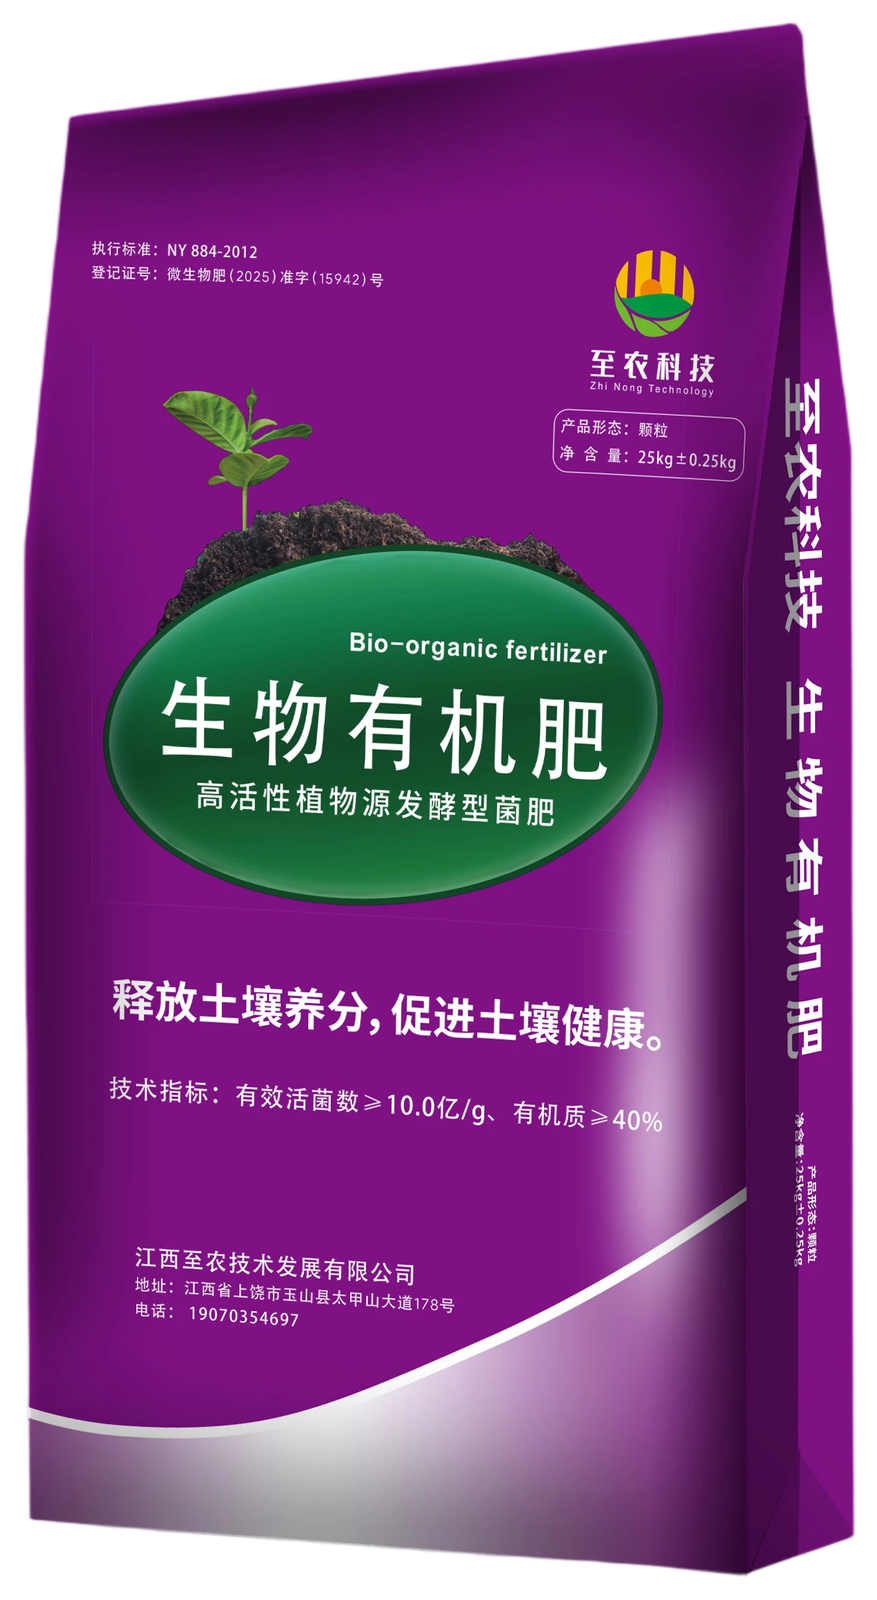 执行标准：NY 884-2012
登记证号：微生物肥(2025)准字(15942)号
至农科技
Zhi Nong Technology
产品形态：颗粒
净 含 量：25kg±0.25kg
Bio-organic fertilizer
生物有机肥
高活性植物源发酵型菌肥
释放土壤养分，促进土壤健康。
技术指标：有效活菌数≥10.0亿/g、有机质≥40%
江西至农技术发展有限公司
地址：江西省上饶市玉山县太甲山大道178号
电话： 19070354697
至农科技 生物有机肥
产品形态：颗粒
净含量：25kg±0.25kg